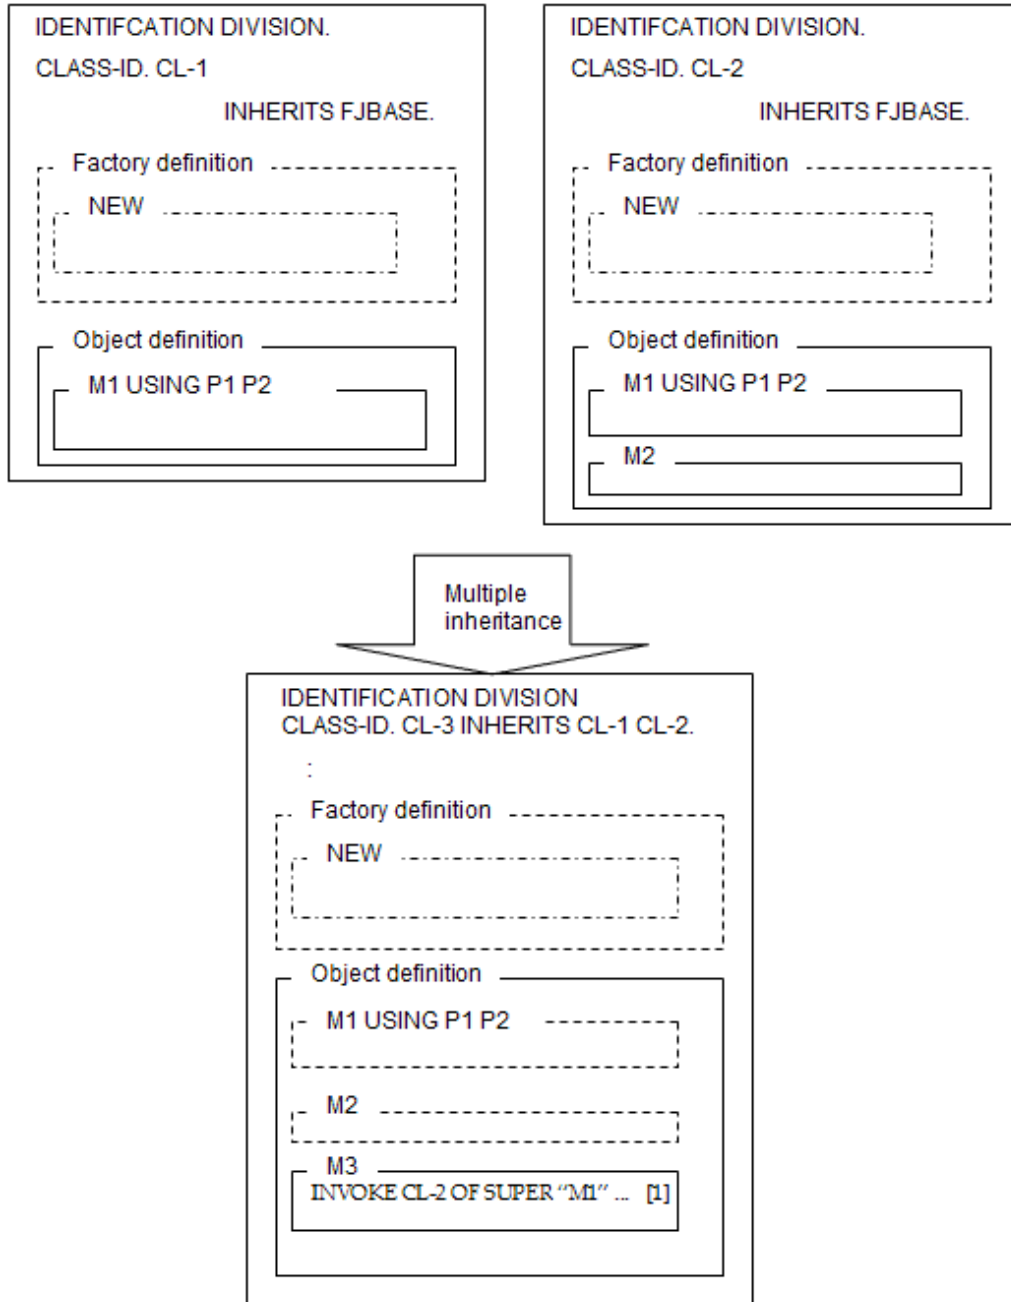 IDENTIFCATION DIVISION.
CLASS-ID. CL-1
INHERITS FJBASE.
Factory definition
NEW
Object definition
M1 USING P1 P2
IDENTIFCATION DIVISION.
CLASS-ID. CL-2
INHERITS FJBASE.
Factory definition
NEW
Object definition
M1 USING P1 P2
M2
Multiple
inheritance
IDENTIFICATION DIVISION
CLASS-ID. CL-3 INHERITS CL-1 CL-2.
:
Factory definition
NEW
Object definition
M1 USING P1 P2
M2
M3
INVOKE CL-2 OF SUPER “M1” ... [1]